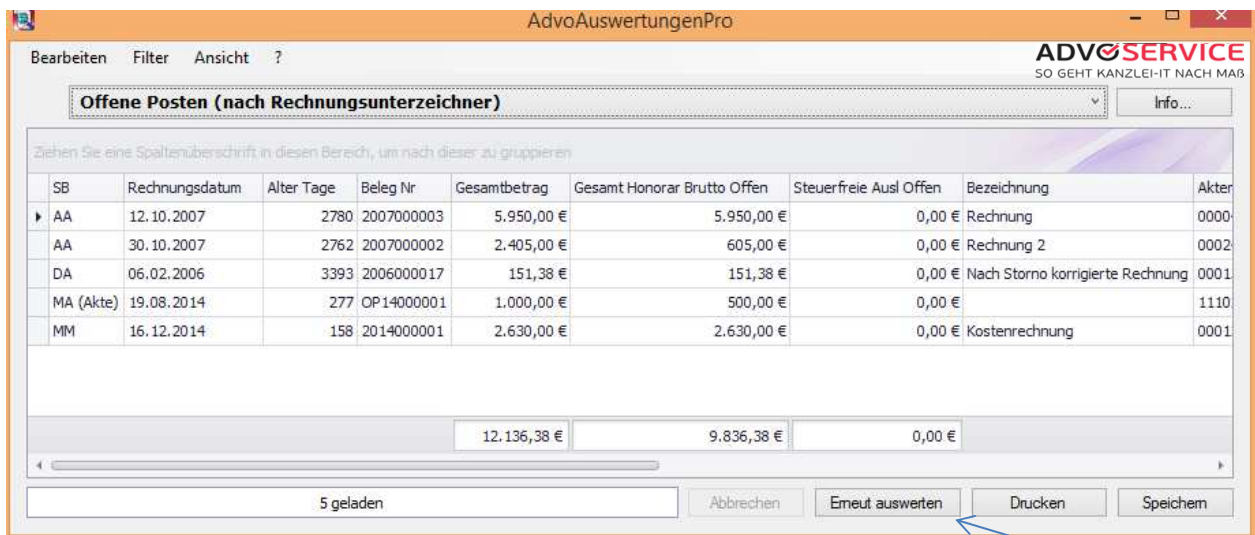 AdvoAuswertungenPro
Bearbeiten Filter Ansicht ?
ADVOSERVICE
SO GEHT KANZLEI-IT NACH MAß
Offene Posten (nach Rechnungsunterzeichner)
Info...
Ziehen Sie eine Spaltenüberschrift in diesen Bereich, um nach dieser zu gruppieren
SB Rechnungsdatum Alter Tage Beleg Nr Gesamtbetrag Gesamt Honorar Brutto Offen Steuerfreie Ausl Offen Bezeichnung Akten
AA 12.10.2007 2780 2007000003 5.950,00 € 5.950,00 € 0,00 € Rechnung 0000
AA 30.10.2007 2762 2007000002 2.405,00 € 605,00 € 0,00 € Rechnung 2 0002
DA 06.02.2006 3393 2006000017 151,38 € 151,38 € 0,00 € Nach Storno korrigierte Rechnung 0001
MA (Akte) 19.08.2014 277 OP14000001 1.000,00 € 500,00 € 0,00 € 1110
MM 16.12.2014 158 2014000001 2.630,00 € 2.630,00 € 0,00 € Kostenrechnung 0001
12.136,38 € 9.836,38 € 0,00 €
5 geladen Abbrechen Erneut auswerten Drucken Speichern